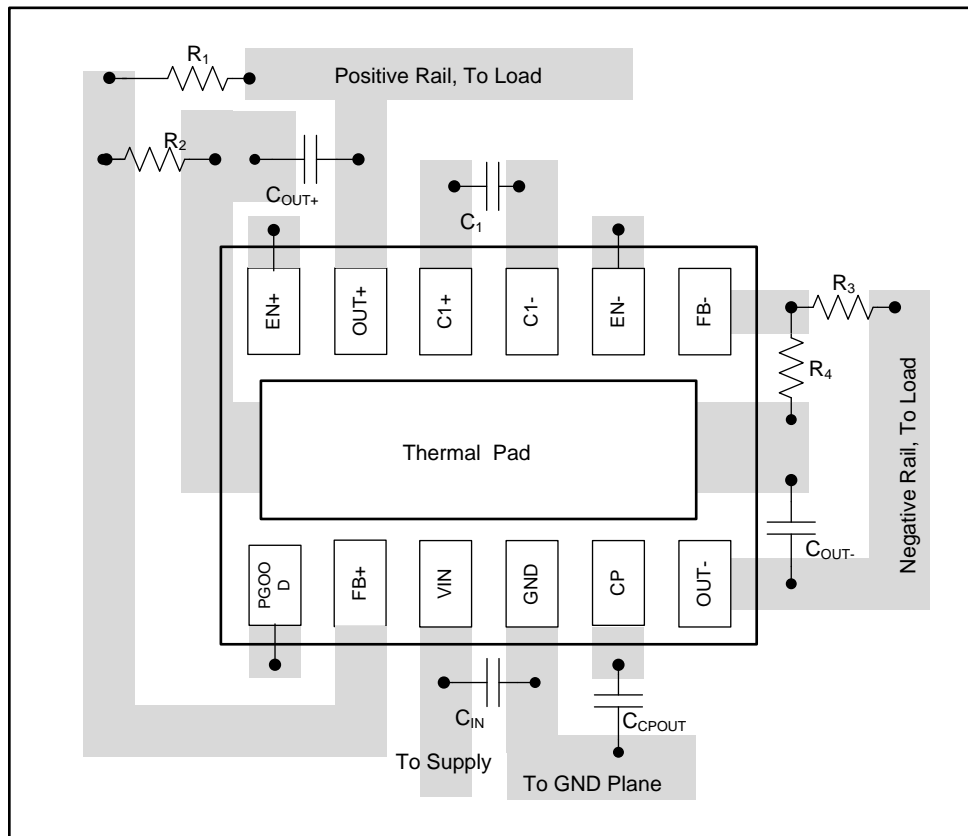 R1
Positive Rail, To Load
R2
COUT+
C1
EN+
OUT+
C1+
C1-
EN-
FB-
R3
R4
Thermal Pad
Negative Rail, To Load
COUT-
PGOO
D
FB+
VIN
GND
CP
OUT-
CIN
CCPOUT
To Supply
To GND Plane